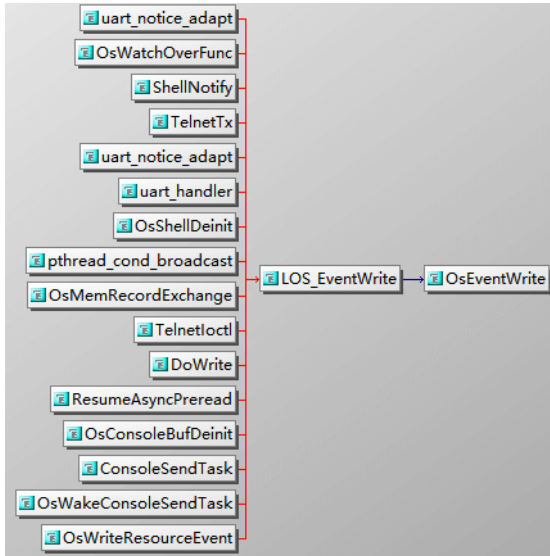 uart_notice_adapt
OsWatchOverFunc
ShellNotify
TelnetTx
uart_notice_adapt
uart_handler
OsShellDeinit
pthread_cond_broadcast
LOS_EventWrite
OsEventWrite
OsMemRecordExchange
TelnetIoctl
DoWrite
ResumeAsyncPreread
OsConsoleBufDeinit
ConsoleSendTask
OsWakeConsoleSendTask
OsWriteResourceEvent